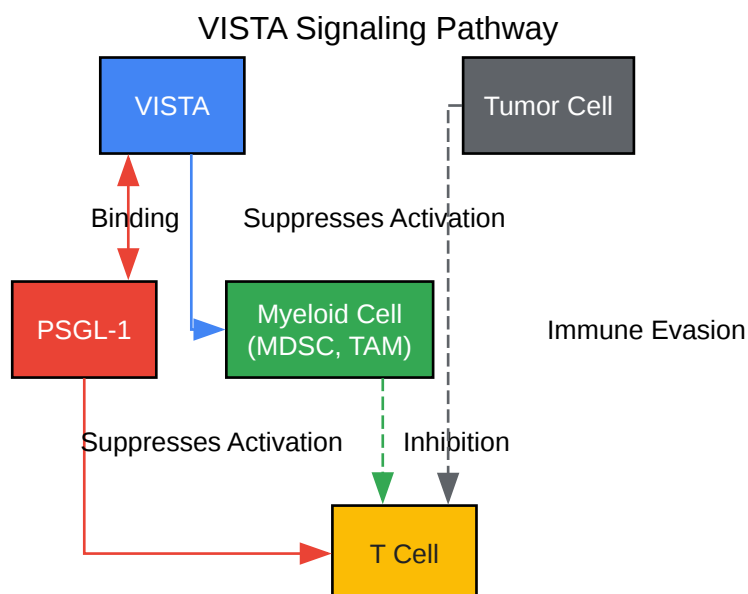 VISTA Signaling Pathway
VISTA
Tumor Cell
Binding
Suppresses Activation
PSGL-1
Myeloid Cell
(MDSC, TAM)
Immune Evasion
Suppresses Activation
Inhibition
T Cell